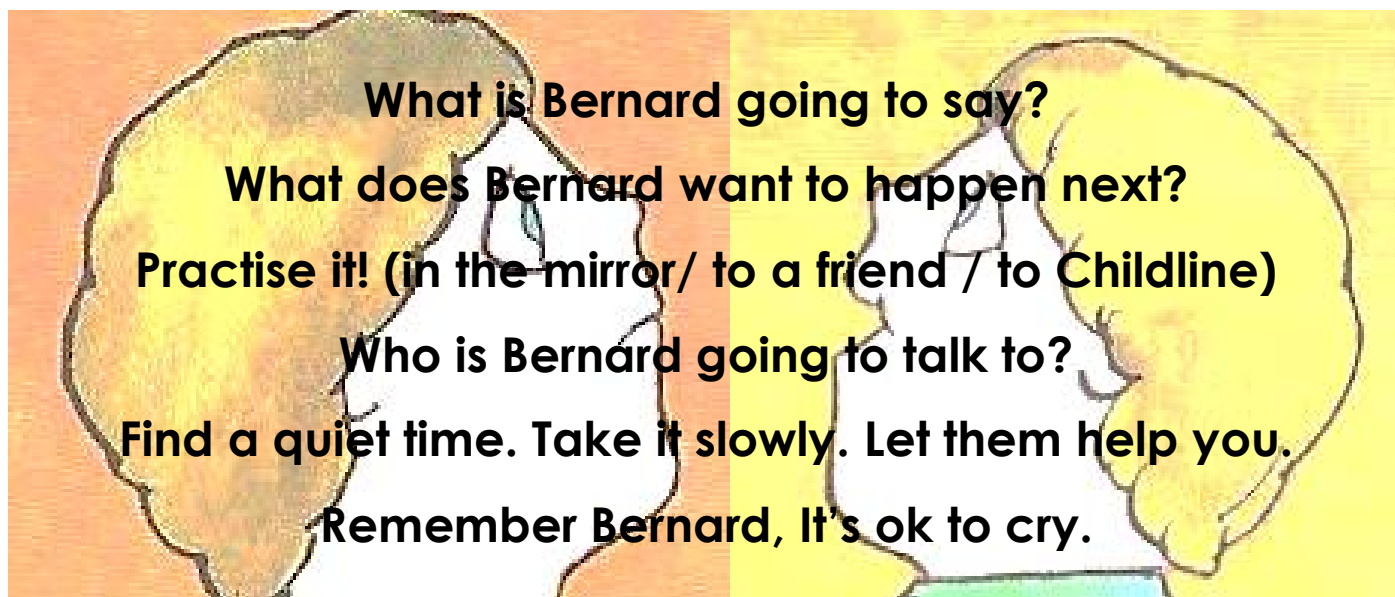 What is Bernard going to say?
What does Bernard want to happen next?
Practise it! (in the mirror/ to a friend / to Childline)
Who is Bernard going to talk to?
Find a quiet time. Take it slowly. Let them help you.
Remember Bernard, It’s ok to cry.